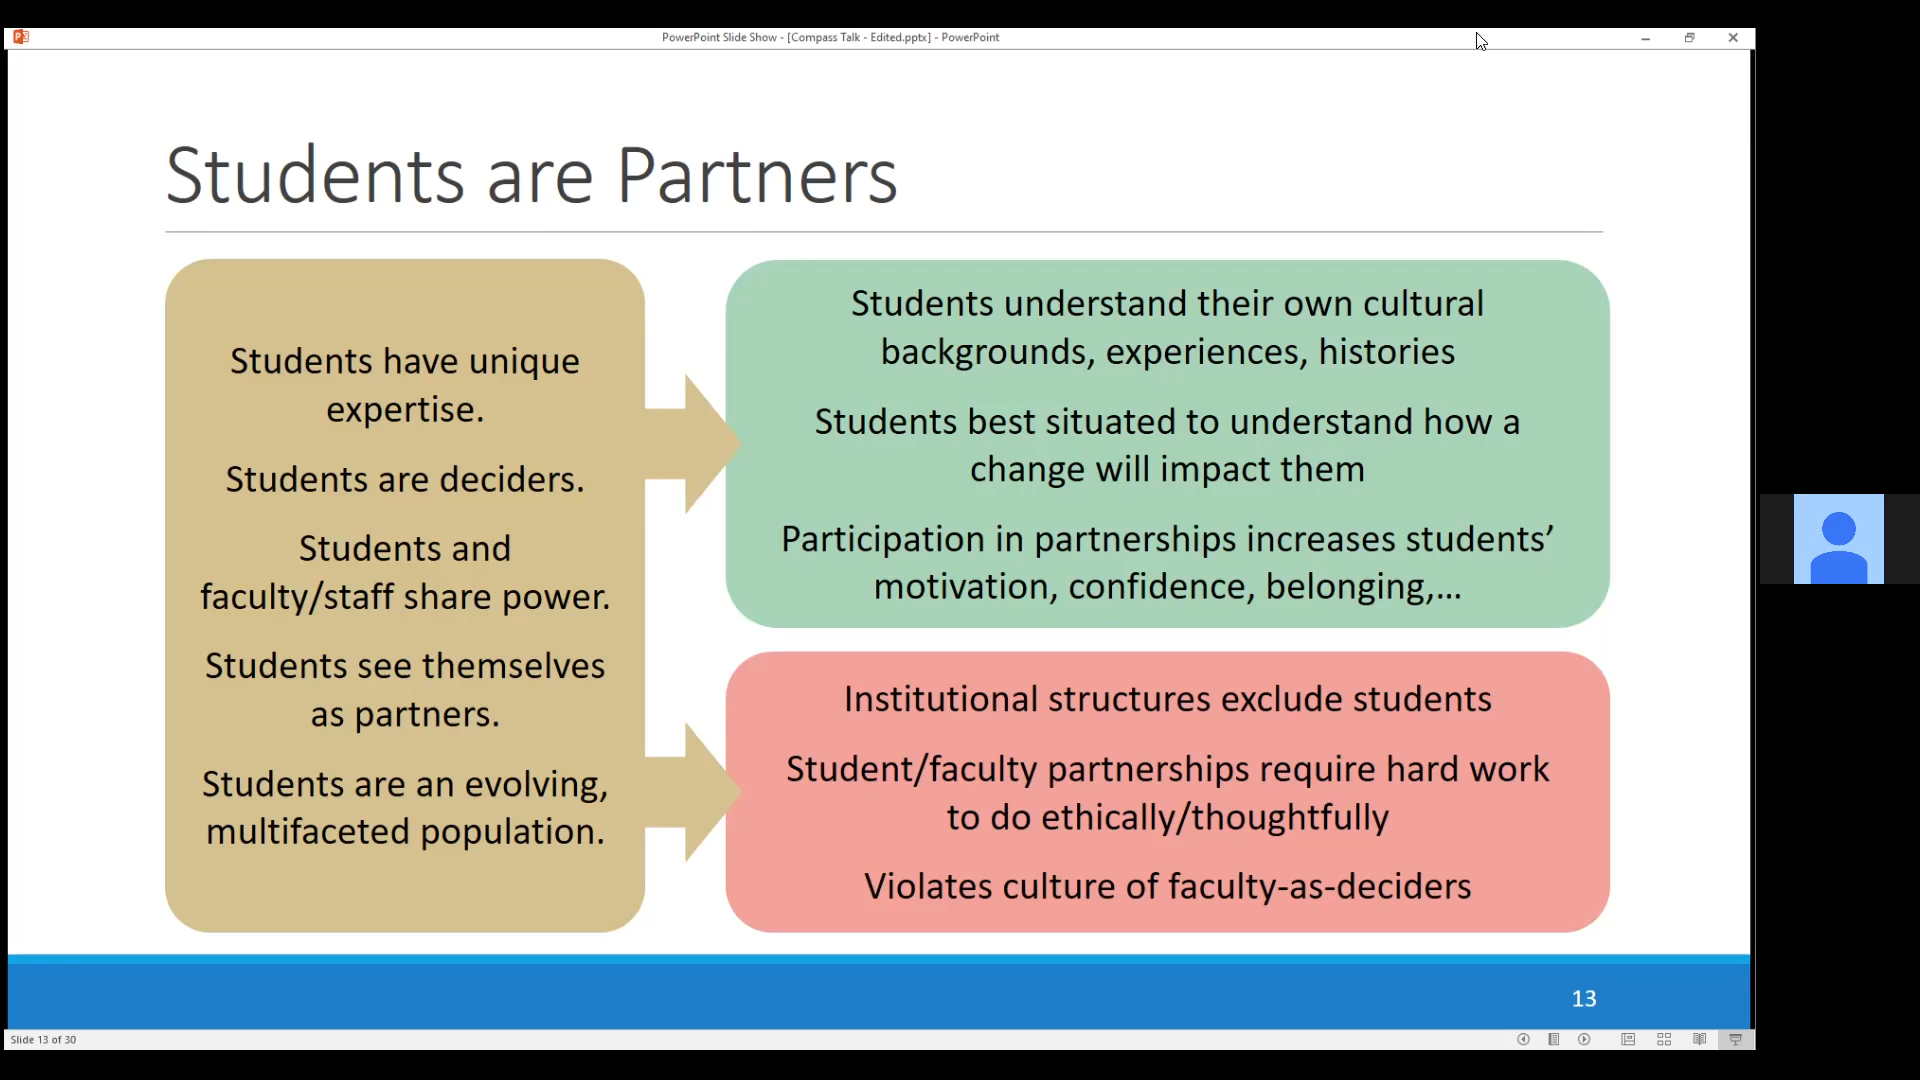 PowerPoint Slide Show - [Compass Talk - Edited.pptx] - PowerPoint
Students are Partners
Students have unique
expertise.
Students are deciders.
Students and
faculty/staff share power.
Students see themselves
as partners.
Students are an evolving,
multifaceted population.
Students understand their own cultural
backgrounds, experiences, histories
Students best situated to understand how a
change will impact them
Participation in partnerships increases students’
motivation, confidence, belonging,...
Institutional structures exclude students
Student/faculty partnerships require hard work
to do ethically/thoughtfully
Violates culture of faculty-as-deciders
13
Slide 13 of 30